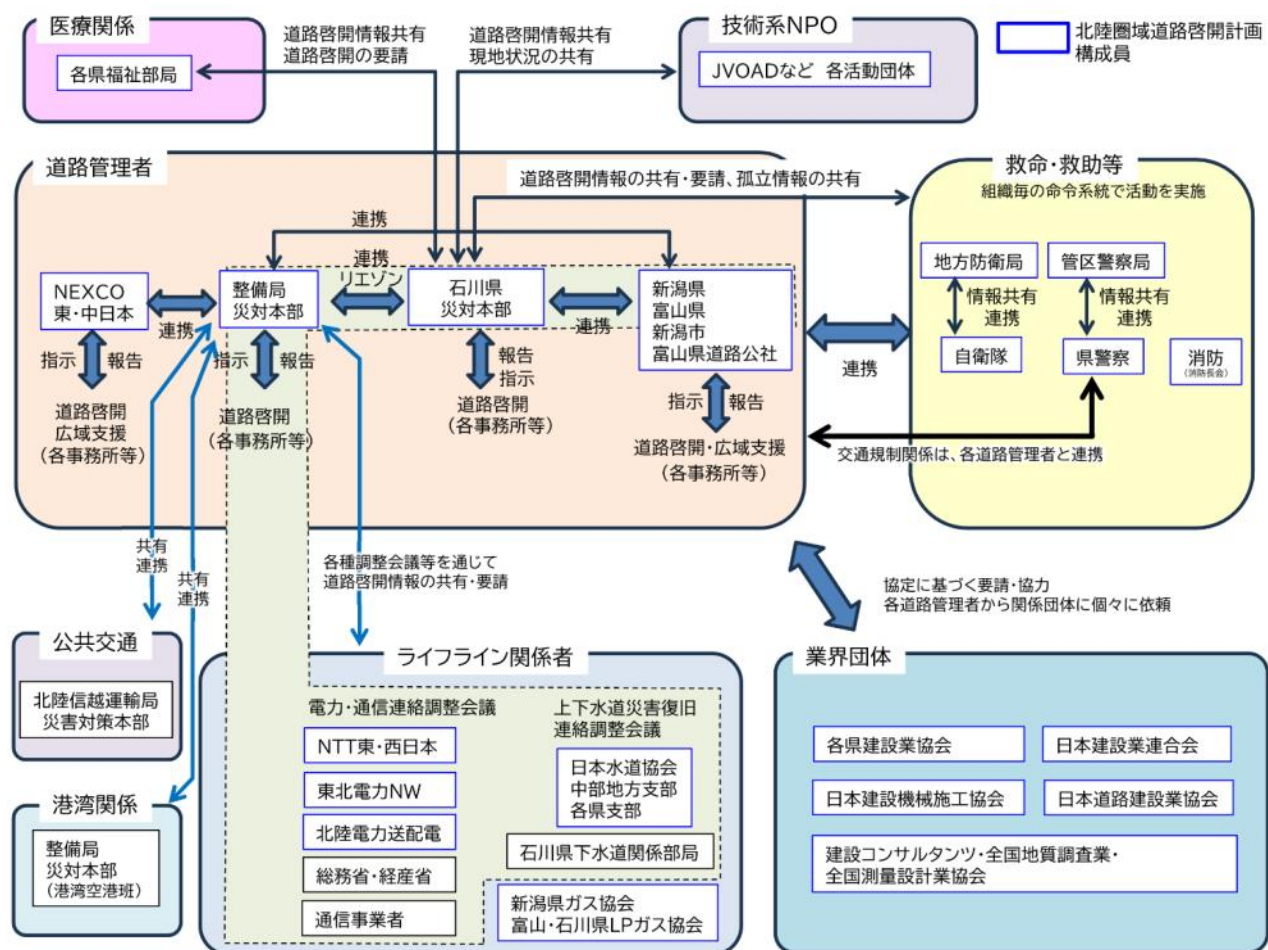 医療関係
各県福祉部局
道路啓開情報共有
道路啓開の要請
道路啓開情報共有
現地状況の共有
技術系NPO
JVOADなど 各活動団体
北陸圏域道路啓開計画
構成員
道路管理者
道路啓開情報の共有・要請、孤立情報の共有
連携
連携
リエゾン
NEXCO
東・中日本
連携
整備局
災対本部
石川県
災対本部
連携
新潟県
富山県
新潟市
富山県道路公社
指示
報告
道路啓開
広域支援
(各事務所等)
指示
報告
道路啓開
(各事務所等)
報告
指示
道路啓開
(各事務所等)
指示
報告
道路啓開・広域支援
(各事務所等)
連携
救命・救助等
組織毎の命令系統で活動を実施
地方防衛局
管区警察局
情報共有
連携
情報共有
連携
自衛隊
県警察
消防
(消防長会)
交通規制関係は、各道路管理者と連携
共有
連携
共有
連携
各種調整会議等を通じて
道路啓開情報の共有・要請
協定に基づく要請・協力
各道路管理者から関係団体に個々に依頼
公共交通
北陸信越運輸局
災害対策本部
港湾関係
整備局
災対本部
(港湾空港班)
ライフライン関係者
電力・通信連絡調整会議
NTT東・西日本
東北電力NW
北陸電力送配電
総務省・経産省
通信事業者
上下水道災害復旧
連絡調整会議
日本水道協会
中部地方支部
各県支部
石川県下水道関係部局
新潟県ガス協会
富山・石川県LPガス協会
業界団体
各県建設業協会
日本建設業連合会
日本建設機械施工協会
日本道路建設業協会
建設コンサルタンツ・全国地質調査業・
全国測量設計業協会